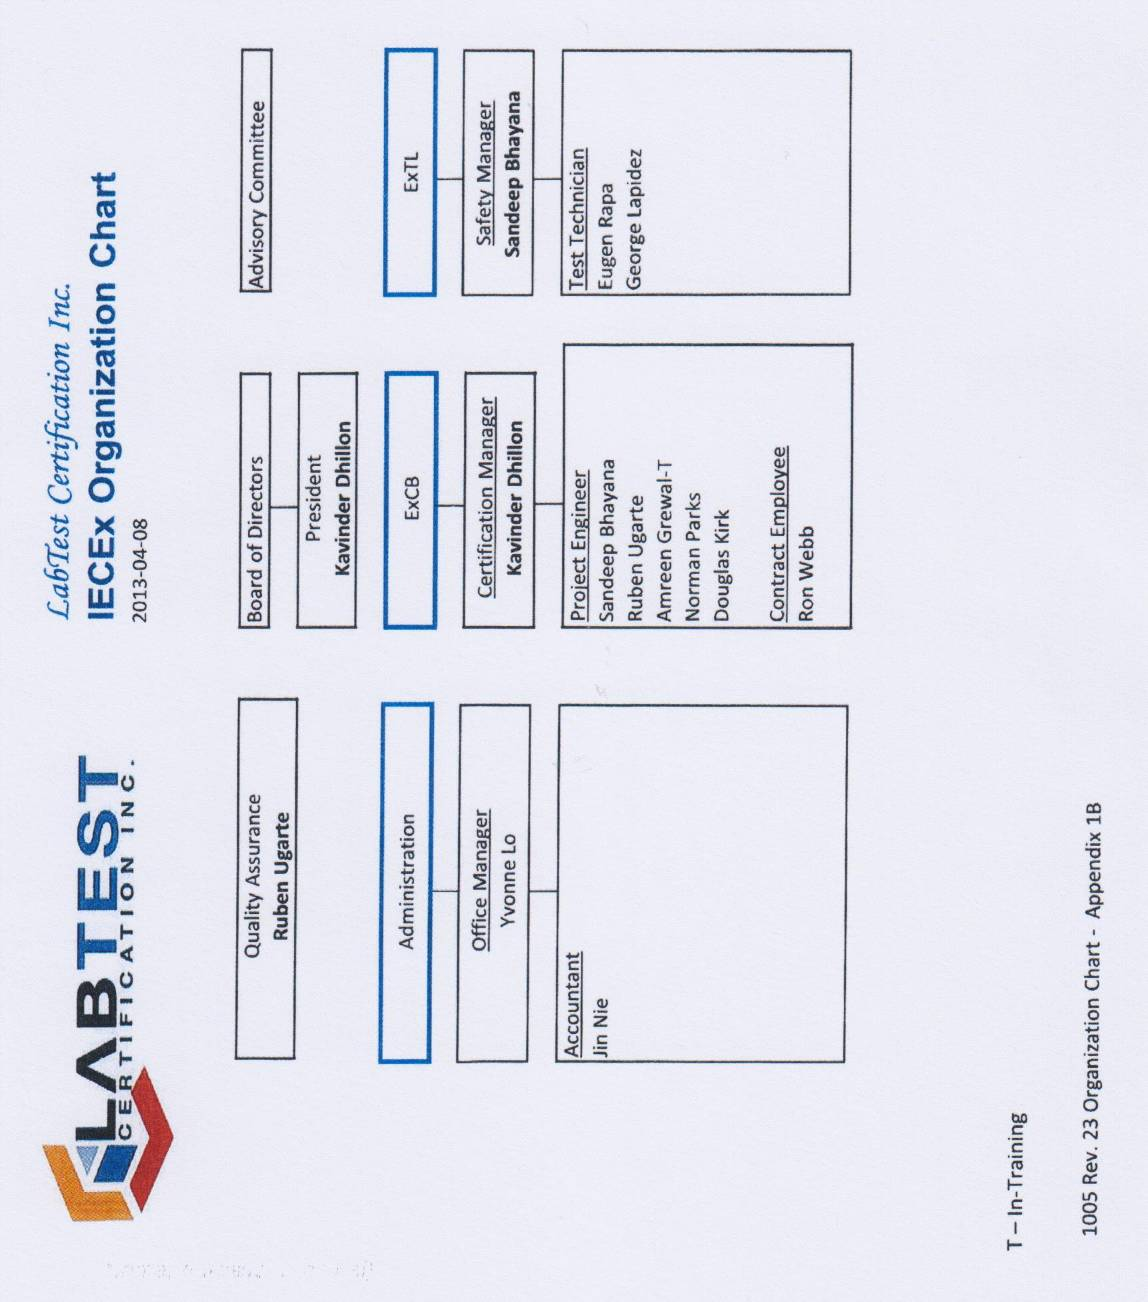 LABTEST
CERTIFICATION INC.
LabTest Certification Inc.
IECEx Organization Chart
2013-04-08
Quality Assurance
Ruben Ugarte
Board of Directors
President
Kavinder Dhillon
Advisory Committee
Administration
Office Manager
Yvonne Lo
Accountant
Jin Nie
ExCB
Certification Manager
Kavinder Dhillon
Project Engineer
Sandeep Bhayana
Ruben Ugarte
Amreen Grewal-T
Norman Parks
Douglas Kirk
Contract Employee
Ron Webb
ExTL
Safety Manager
Sandeep Bhayana
Test Technician
Eugen Rapa
George Lapidez
T – In-Training
1005 Rev. 23 Organization Chart - Appendix 1B